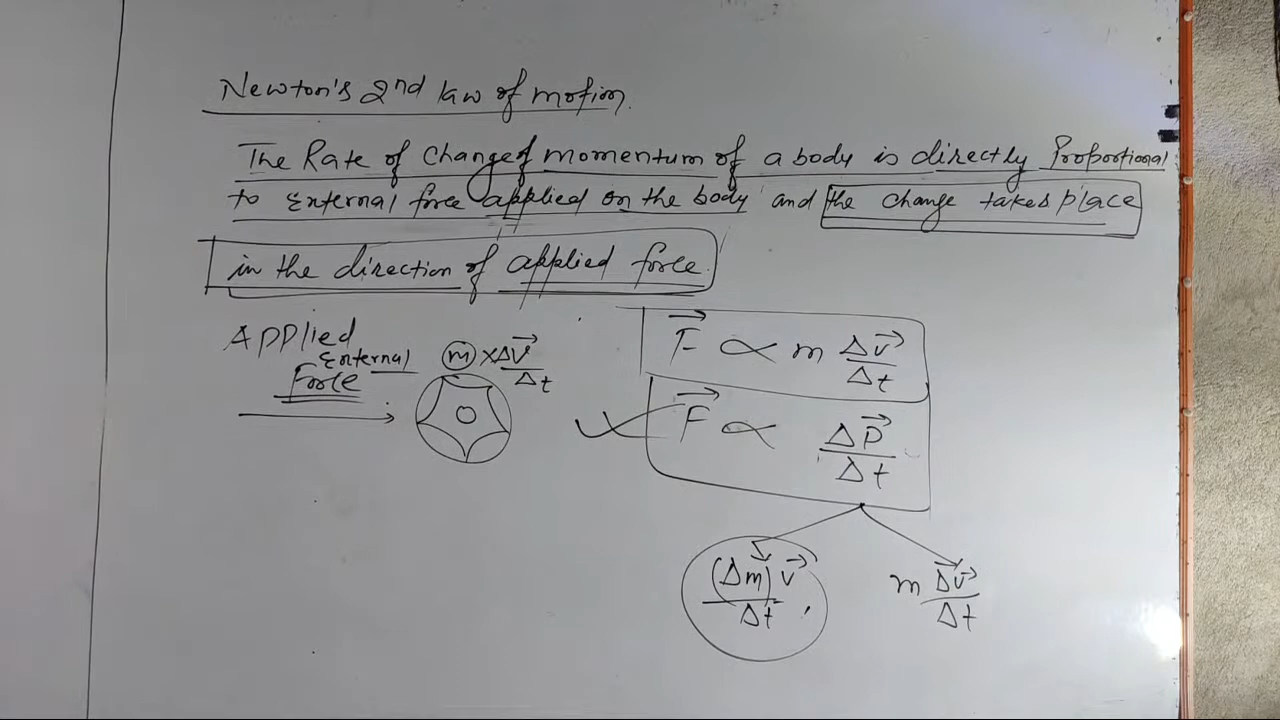 Newton's 2nd law of motion.
The Rate of Change of momentum of a body is directly Proportional
to External force applied on the body and the change takes place
in the direction of applied force.
Applied
External
Force
m × Δv⃗ / Δt
F⃗ ∝ m Δv⃗ / Δt
F⃗ ∝ Δp⃗ / Δt
(Δm) v⃗ / Δt
m Δv⃗ / Δt